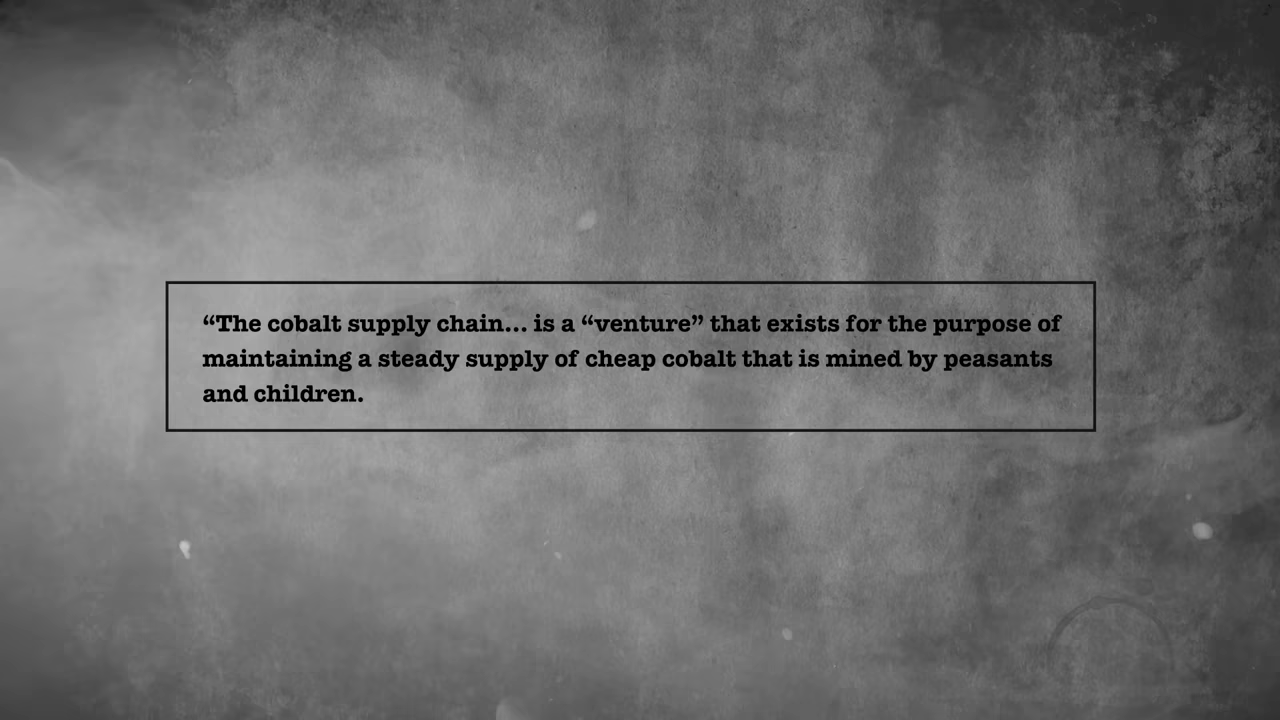 “The cobalt supply chain... is a “venture” that exists for the purpose of
maintaining a steady supply of cheap cobalt that is mined by peasants
and children.